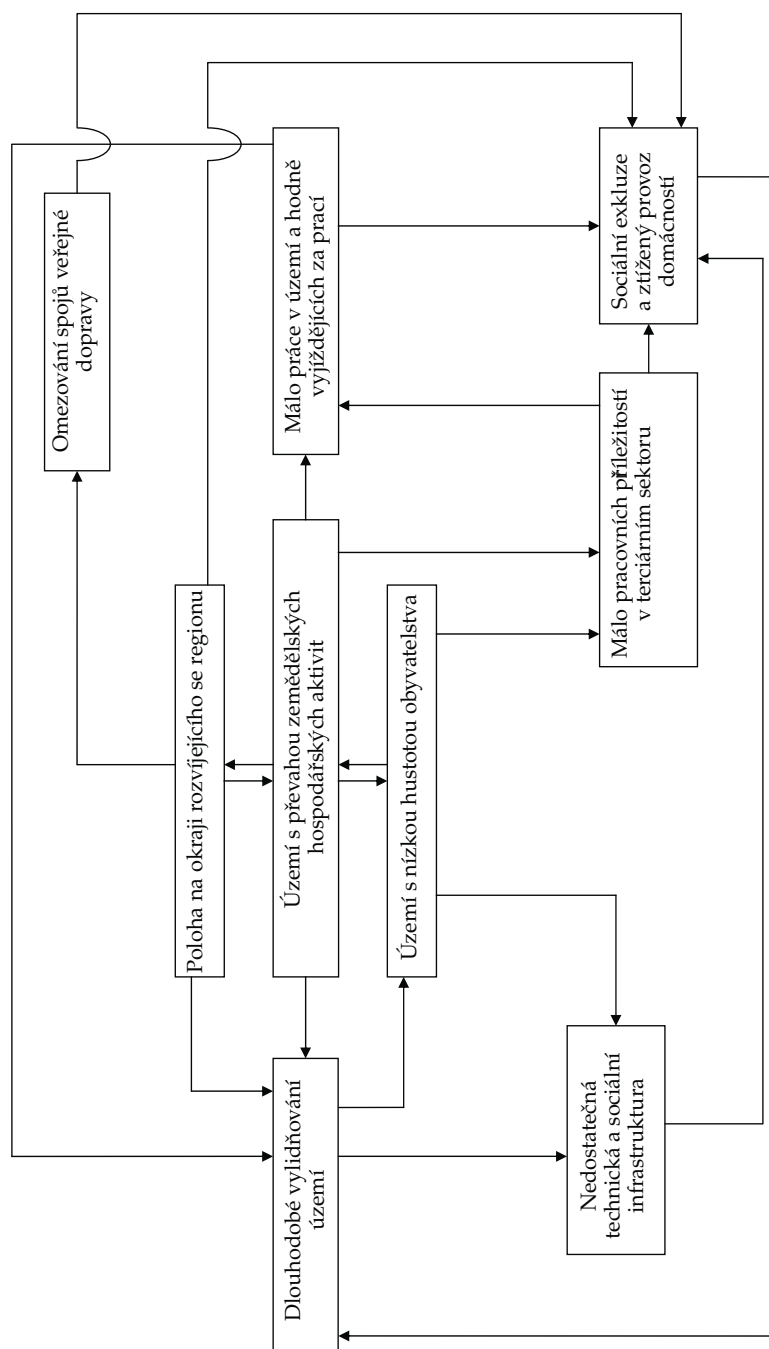 Omezování spojů veřejné
dopravy
Poloha na okraji rozvíjejícího se regionu
Dlouhodobé vylidňování
území
Území s převahou zemědělských
hospodářských aktivit
Málo práce v území a hodně
vyjíždějících za prací
Území s nízkou hustotou obyvatelstva
Nedostatečná
technická a sociální
infrastruktura
Málo pracovních příležitostí
v terciárním sektoru
Sociální exkluze
a ztížený provoz
domácností